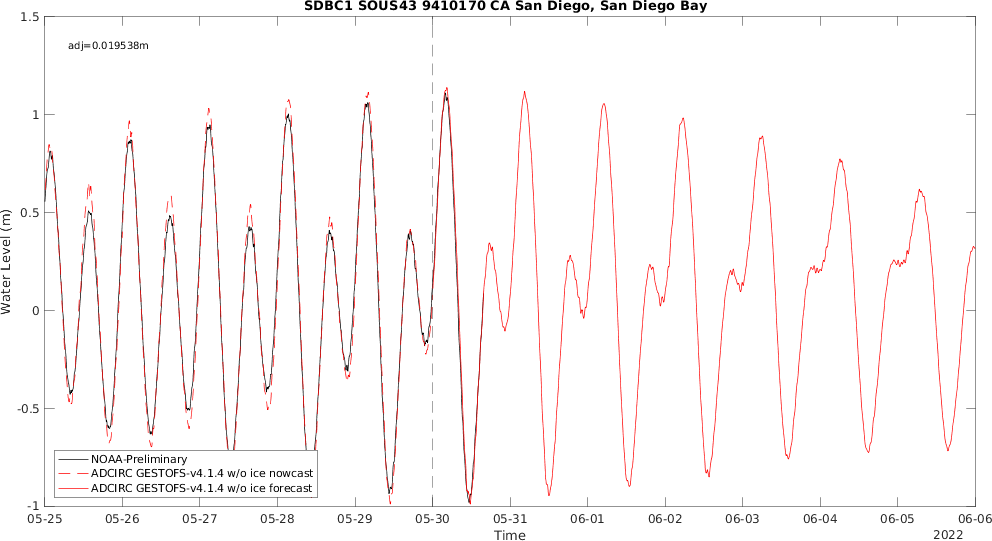 SDBC1 SOUS43 9410170 CA San Diego, San Diego Bay
1.5
adj=0.019538m
1
0.5
Water Level (m)
0
-0.5
NOAA-Preliminary
ADCIRC GESTOFS-v4.1.4 w/o ice nowcast
ADCIRC GESTOFS-v4.1.4 w/o ice forecast
-1
05-25 05-26 05-27 05-28 05-29 05-30 05-31 06-01 06-02 06-03 06-04 06-05 06-06
Time
2022